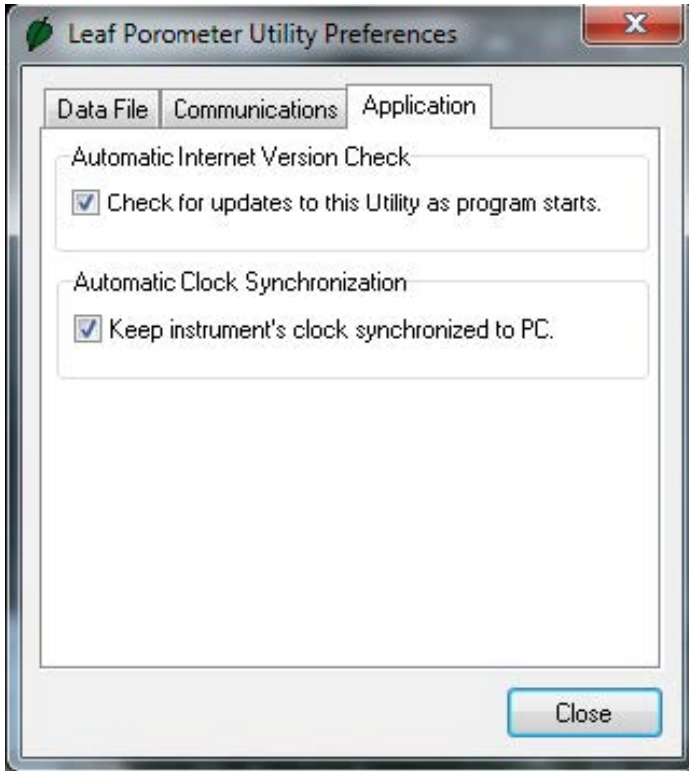 Leaf Porometer Utility Preferences
Data File Communications Application
Automatic Internet Version Check
Check for updates to this Utility as program starts.
Automatic Clock Synchronization
Keep instrument's clock synchronized to PC.
Close